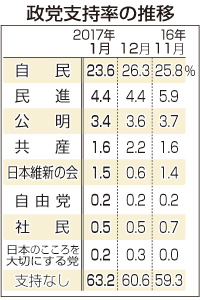 政党支持率の推移
2017年 16年
1月 12月 11月
自民 23.6 26.3 25.8%
民進 4.4 4.4 5.9
公明 3.4 3.6 3.7
共産 1.6 2.2 1.6
日本維新の会 1.5 0.6 1.4
自由党 0.2 0.2 0.2
社民 0.5 0.5 0.7
日本のこころを
大切にする党 0.2 0.3 0.0
支持なし 63.2 60.6 59.3